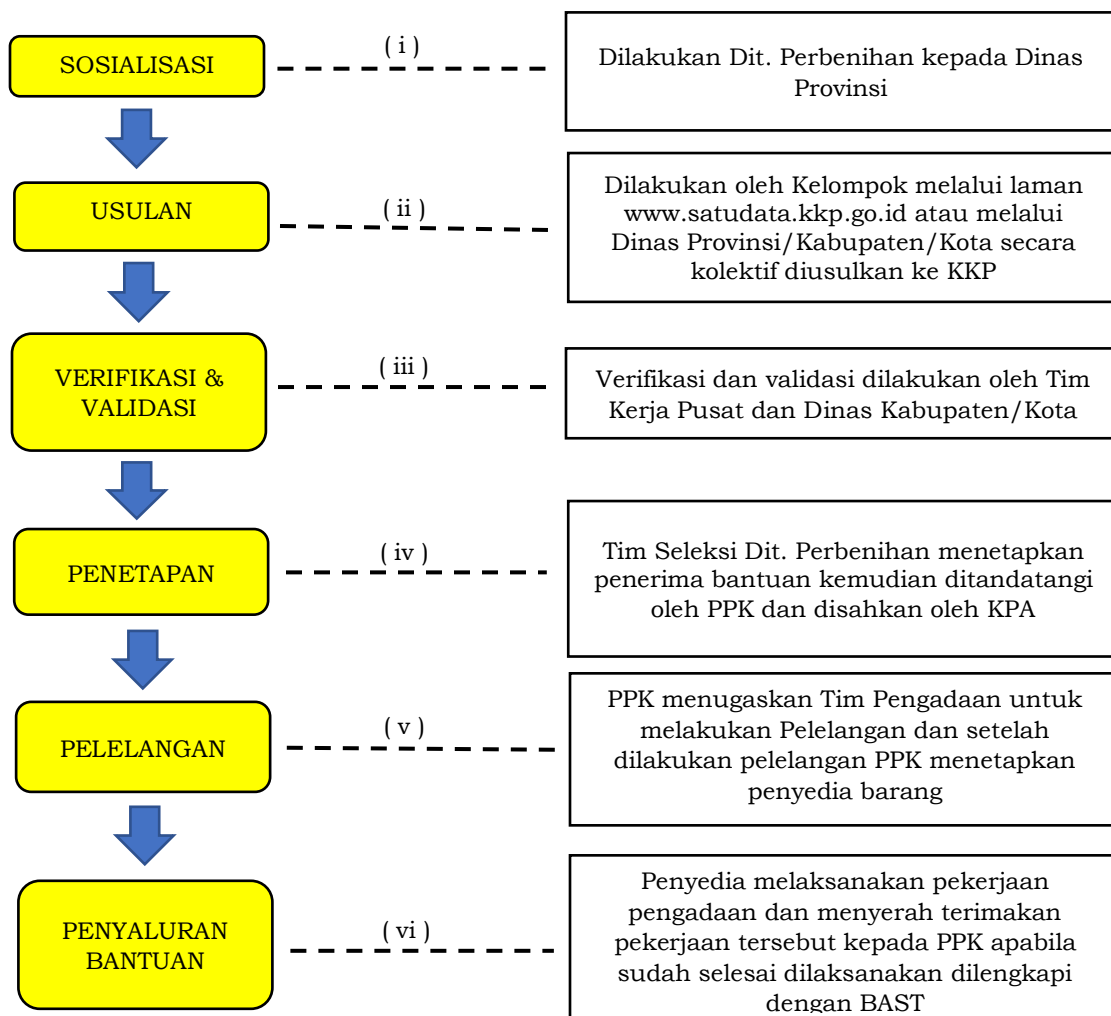 SOSIALISASI
( i )
Dilakukan Dit. Perbenihan kepada Dinas
Provinsi
USULAN
( ii )
Dilakukan oleh Kelompok melalui laman
www.satudata.kkp.go.id atau melalui
Dinas Provinsi/Kabupaten/Kota secara
kolektif diusulkan ke KKP
VERIFIKASI &
VALIDASI
( iii )
Verifikasi dan validasi dilakukan oleh Tim
Kerja Pusat dan Dinas Kabupaten/Kota
PENETAPAN
( iv )
Tim Seleksi Dit. Perbenihan menetapkan
penerima bantuan kemudian ditandatangi
oleh PPK dan disahkan oleh KPA
PELELANGAN
( v )
PPK menugaskan Tim Pengadaan untuk
melakukan Pelelangan dan setelah
dilakukan pelelangan PPK menetapkan
penyedia barang
PENYALURAN
BANTUAN
( vi )
Penyedia melaksanakan pekerjaan
pengadaan dan menyerah terimakan
pekerjaan tersebut kepada PPK apabila
sudah selesai dilaksanakan dilengkapi
dengan BAST